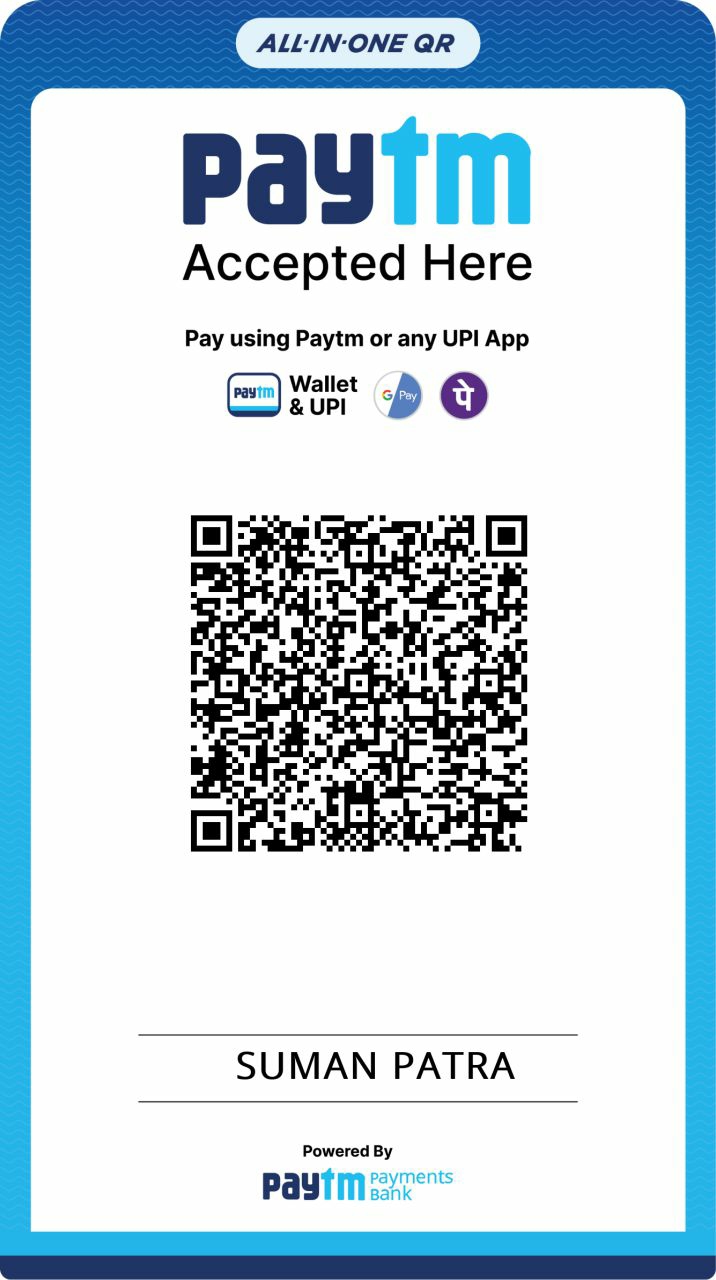 ALL-IN-ONE QR
paytm
Accepted Here
Pay using Paytm or any UPI App
paytm Wallet & UPI G Pay पे
SUMAN PATRA
Powered By
paytm Payments Bank